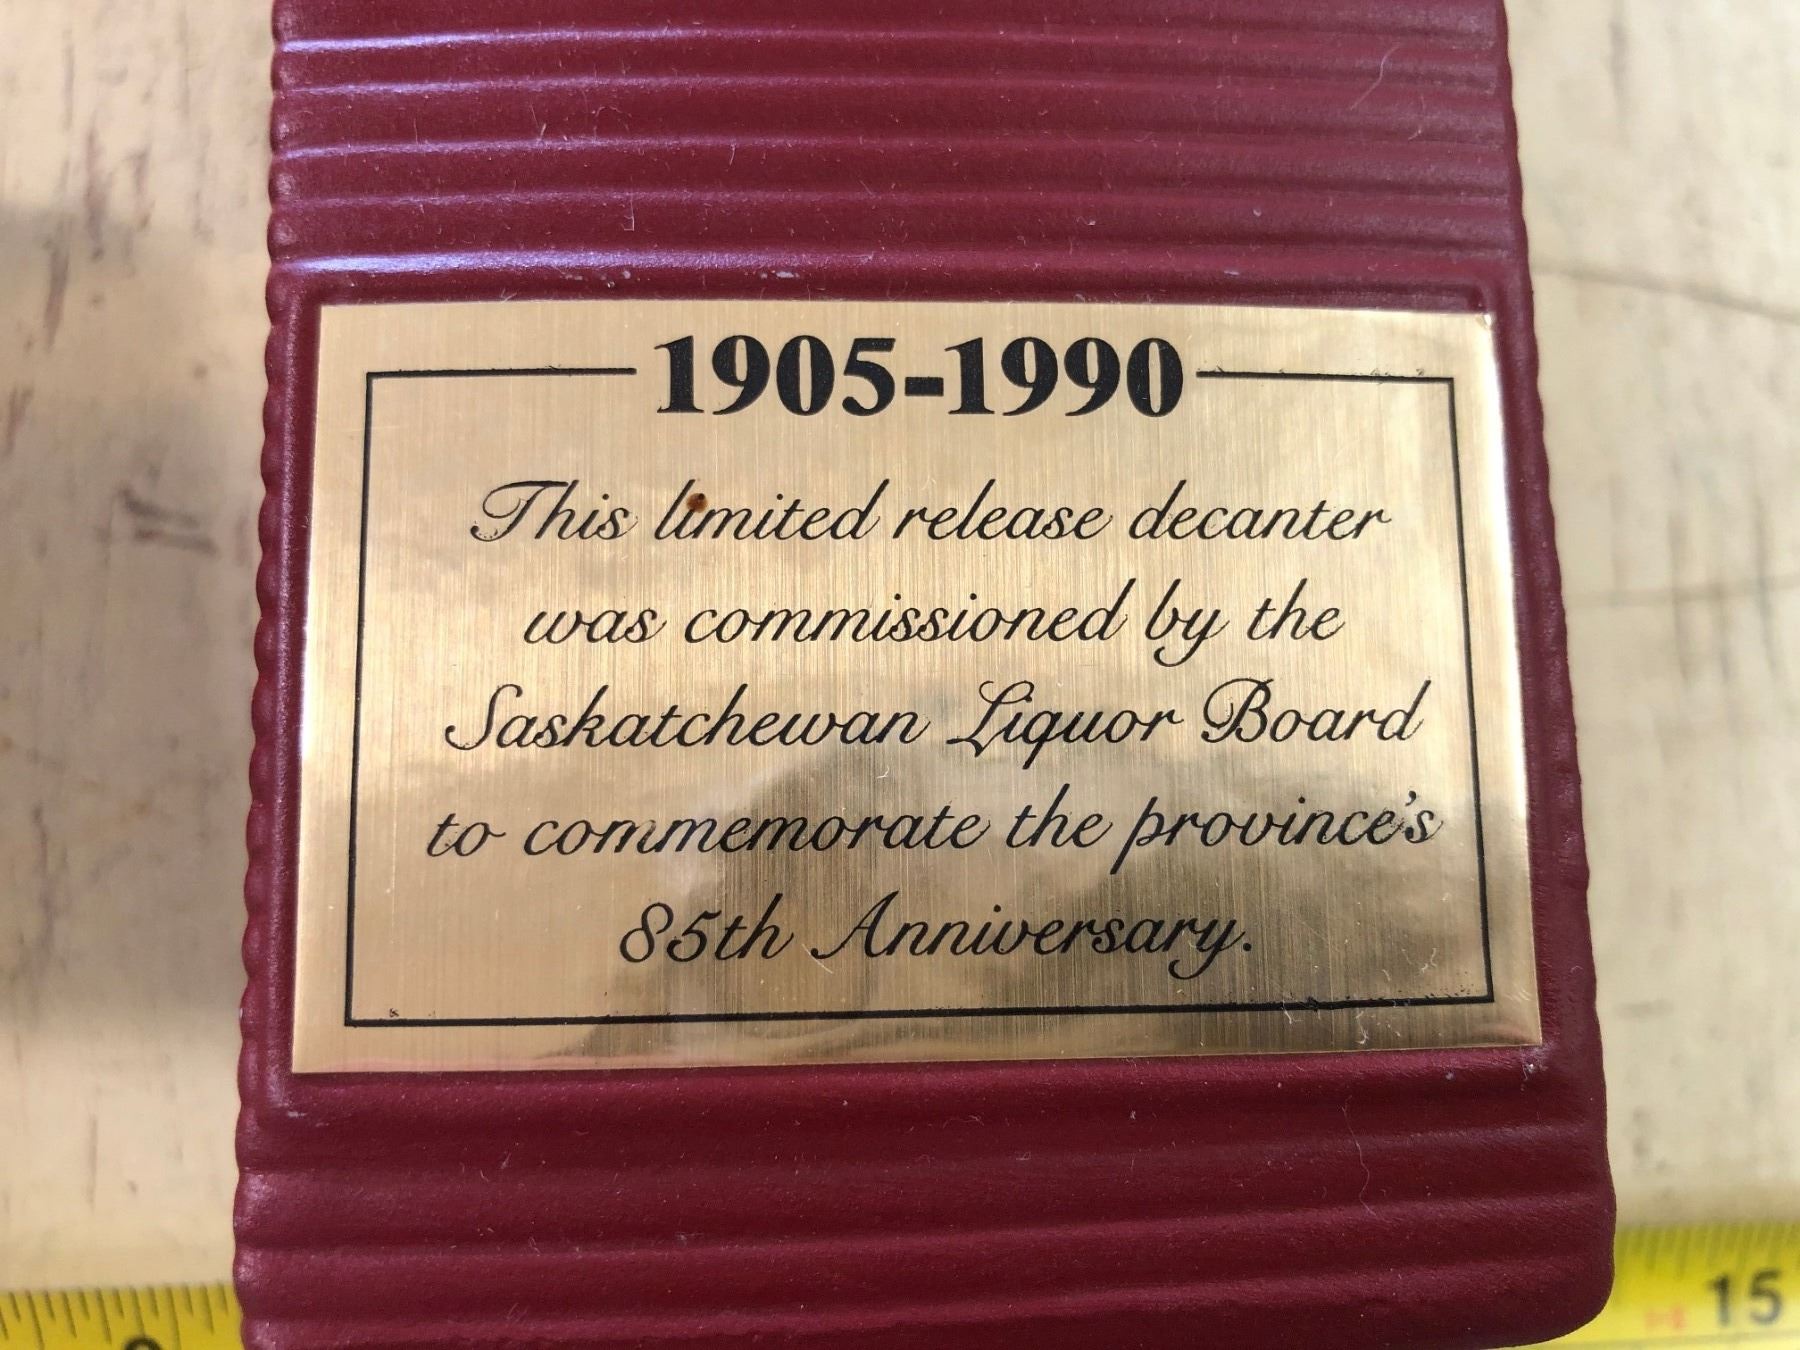 1905-1990
This limited release decanter
was commissioned by the
Saskatchewan Liquor Board
to commemorate the province's
85th Anniversary.
15